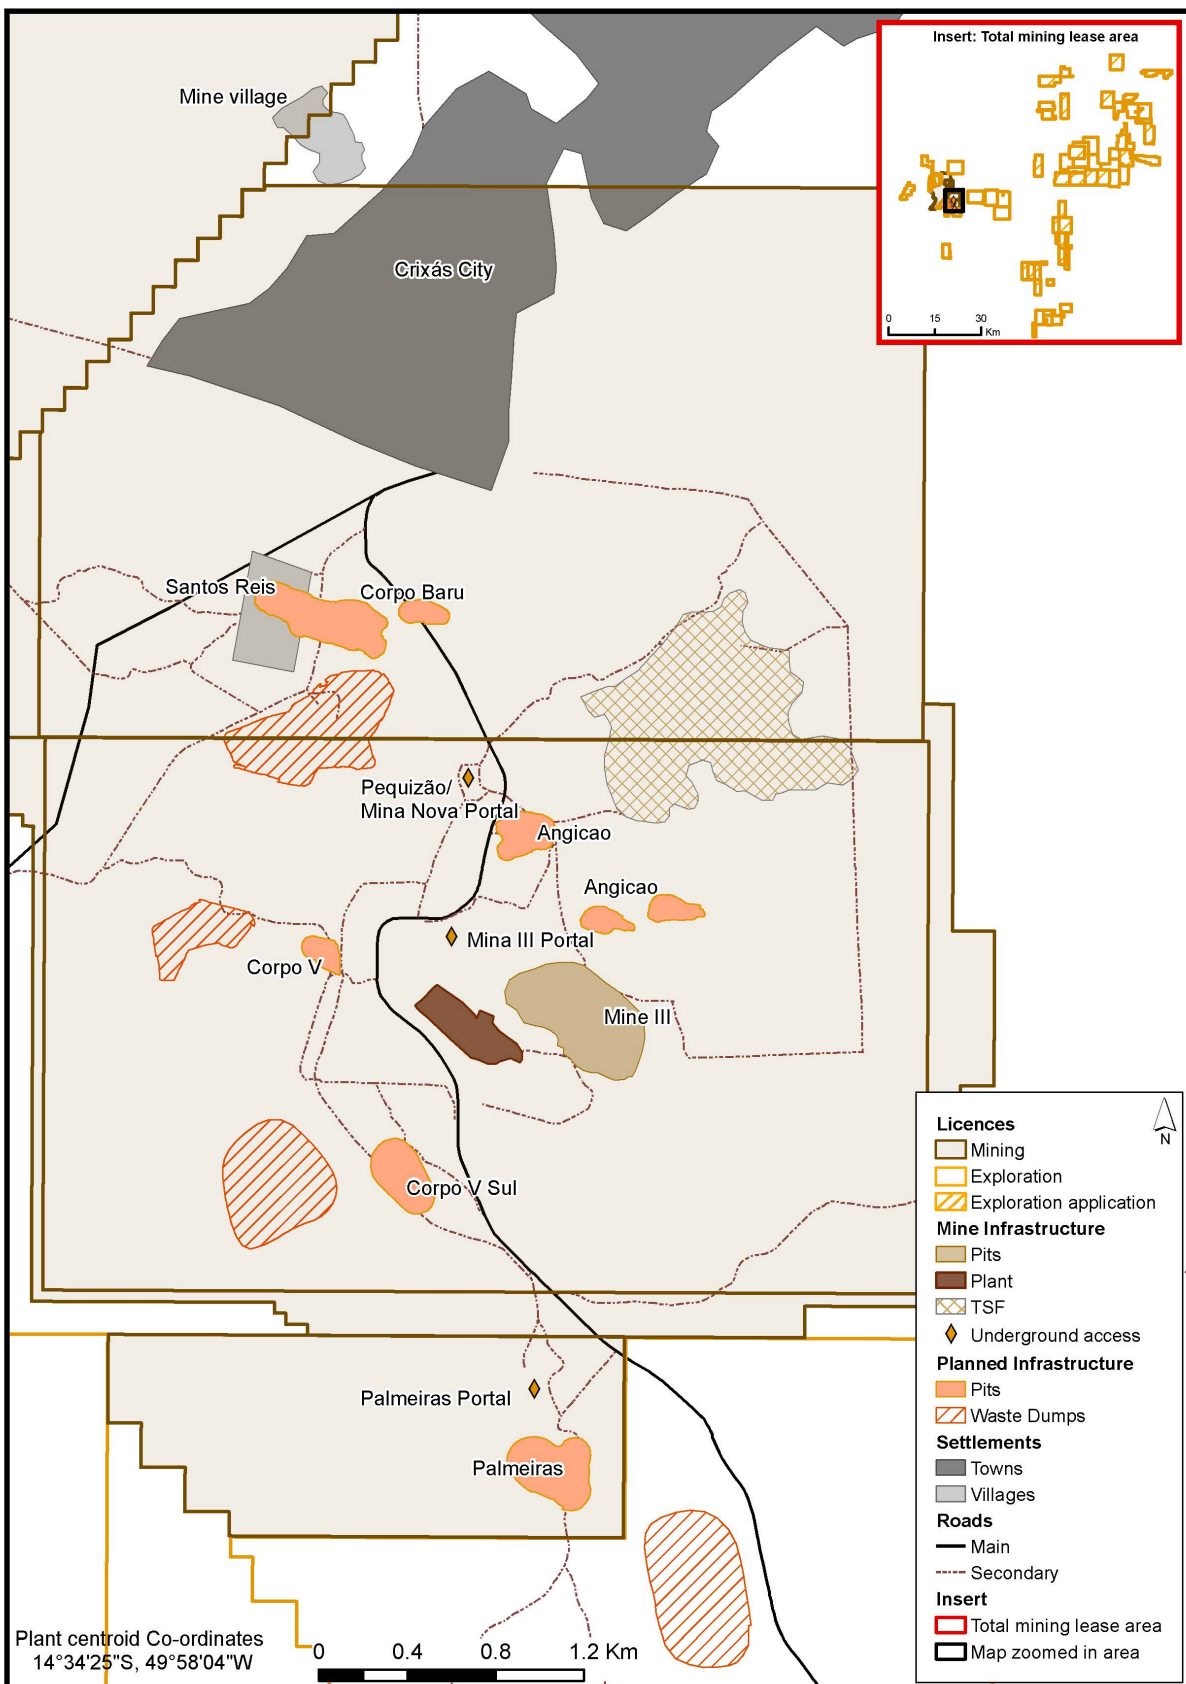 Insert: Total mining lease area
0 15 30
Km
Mine village
Crixás City
Santos Reis
Corpo Baru
Pequizão/
Mina Nova Portal
Angicao
Angicao
Mina III Portal
Corpo V
Mine III
Corpo V Sul
Palmeiras Portal
Palmeiras
Plant centroid Co-ordinates
14°34'25"S, 49°58'04"W
0 0.4 0.8 1.2 Km
N
Licences
Mining
Exploration
Exploration application
Mine Infrastructure
Pits
Plant
TSF
Underground access
Planned Infrastructure
Pits
Waste Dumps
Settlements
Towns
Villages
Roads
Main
Secondary
Insert
Total mining lease area
Map zoomed in area